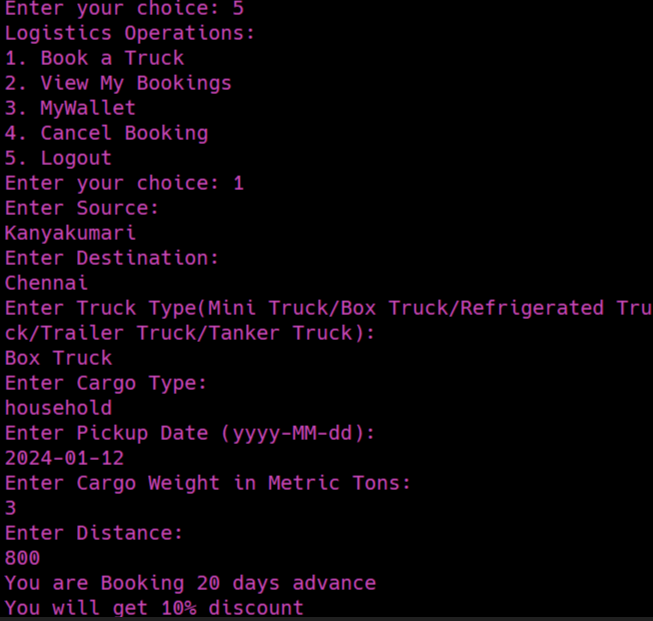 Enter your choice: 5
Logistics Operations:
1. Book a Truck
2. View My Bookings
3. MyWallet
4. Cancel Booking
5. Logout
Enter your choice: 1
Enter Source:
Kanyakumari
Enter Destination:
Chennai
Enter Truck Type(Mini Truck/Box Truck/Refrigerated Tru
ck/Trailer Truck/Tanker Truck):
Box Truck
Enter Cargo Type:
household
Enter Pickup Date (yyyy-MM-dd):
2024-01-12
Enter Cargo Weight in Metric Tons:
3
Enter Distance:
800
You are Booking 20 days advance
You will get 10% discount